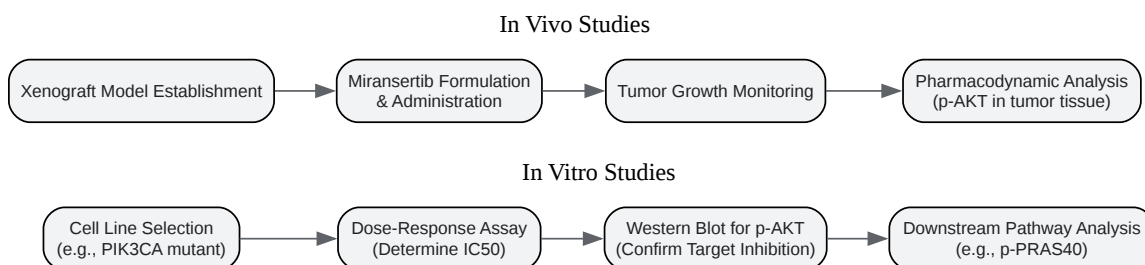 In Vivo Studies
Xenograft Model Establishment
Miransertib Formulation
& Administration
Tumor Growth Monitoring
Pharmacodynamic Analysis
(p-AKT in tumor tissue)
In Vitro Studies
Cell Line Selection
(e.g., PIK3CA mutant)
Dose-Response Assay
(Determine IC50)
Western Blot for p-AKT
(Confirm Target Inhibition)
Downstream Pathway Analysis
(e.g., p-PRAS40)